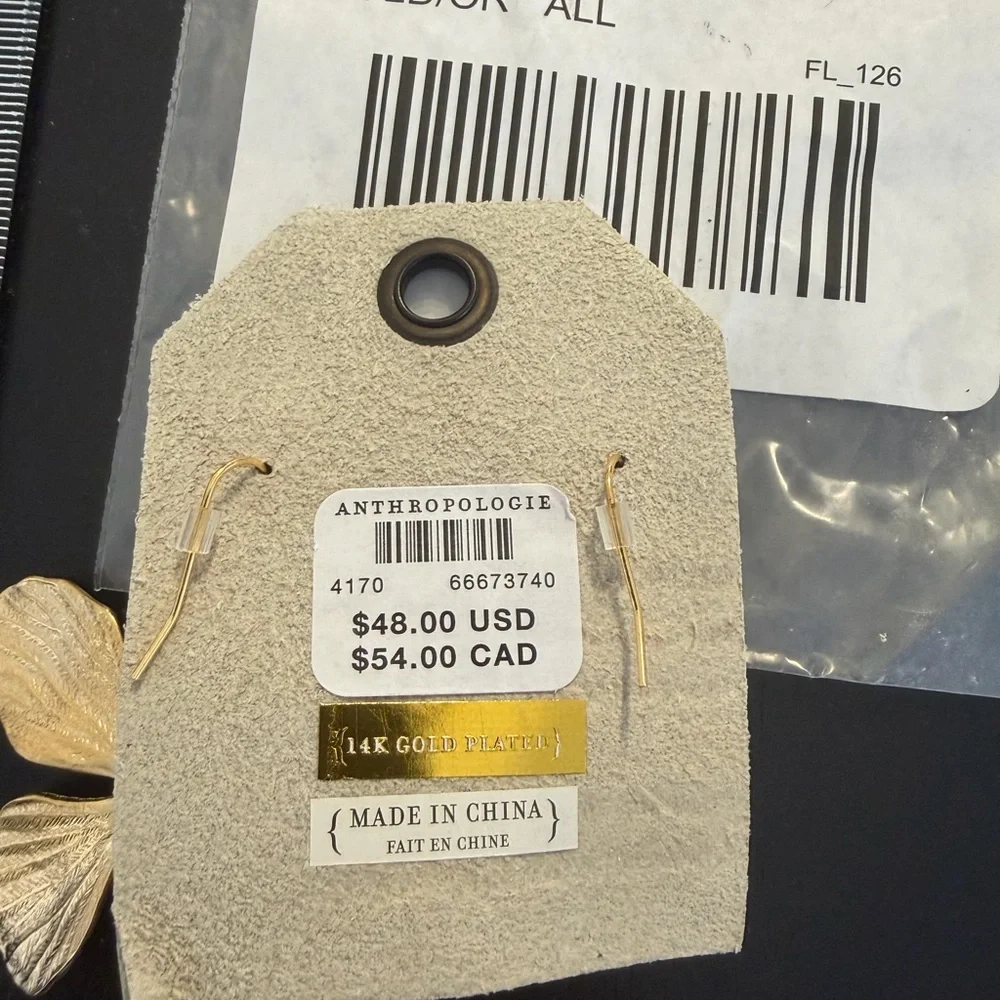 ALL
FL_126
ANTHROPOLOGIE
4170 66673740
$48.00 USD
$54.00 CAD
{14K GOLD PLATED}
{MADE IN CHINA}
FAIT EN CHINE